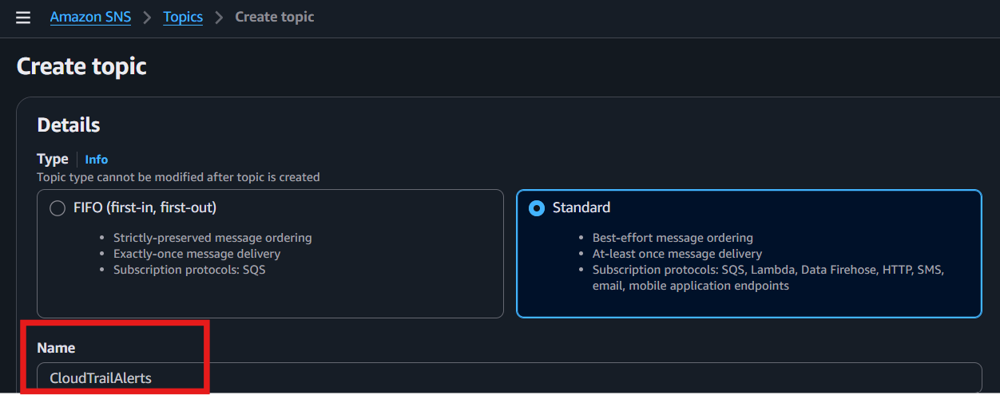 Amazon SNS > Topics > Create topic
Create topic
Details
Type | Info
Topic type cannot be modified after topic is created
FIFO (first-in, first-out)
• Strictly-preserved message ordering
• Exactly-once message delivery
• Subscription protocols: SQS
Standard
• Best-effort message ordering
• At-least once message delivery
• Subscription protocols: SQS, Lambda, Data Firehose, HTTP, SMS,
email, mobile application endpoints
Name
CloudTrailAlerts